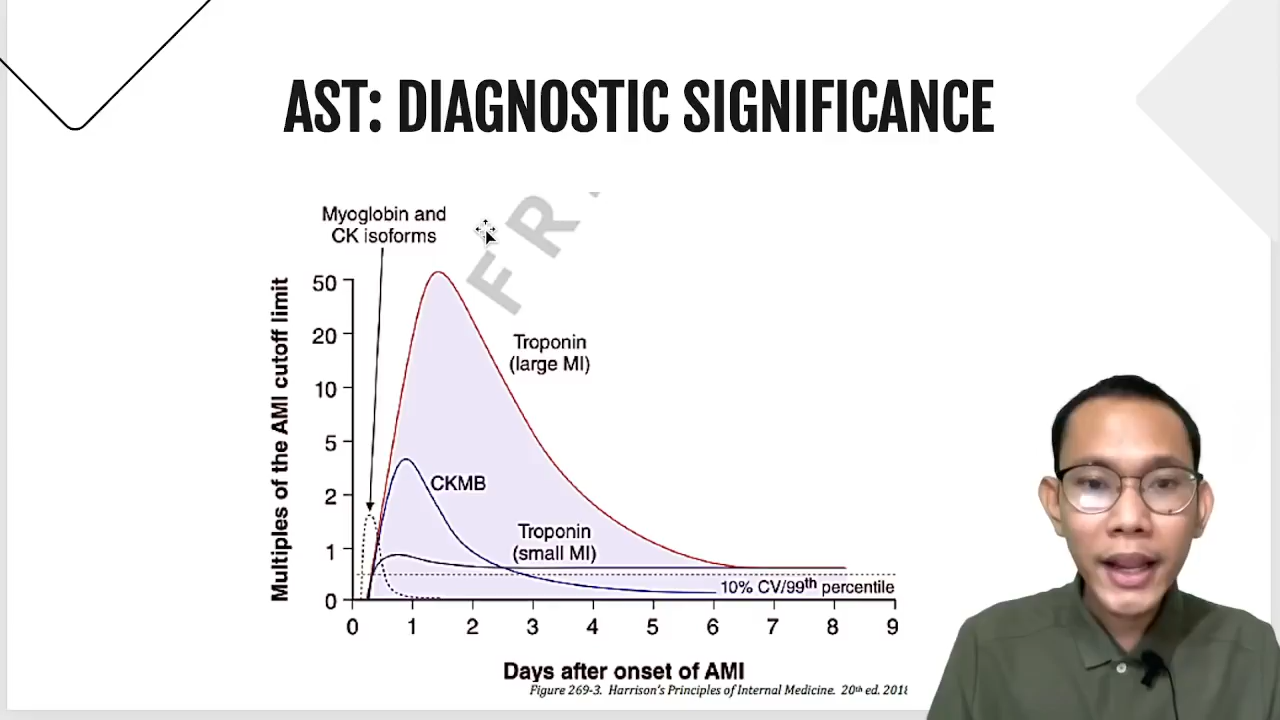 AST: DIAGNOSTIC SIGNIFICANCE
FR
Myoglobin and
CK isoforms
Multiples of the AMI cutoff limit
50
20
10
5
2
1
0
Troponin
(large MI)
CKMB
Troponin
(small MI)
10% CV/99th percentile
0 1 2 3 4 5 6 7 8 9
Days after onset of AMI
Figure 269-3. Harrison's Principles of Internal Medicine. 20th ed. 2018